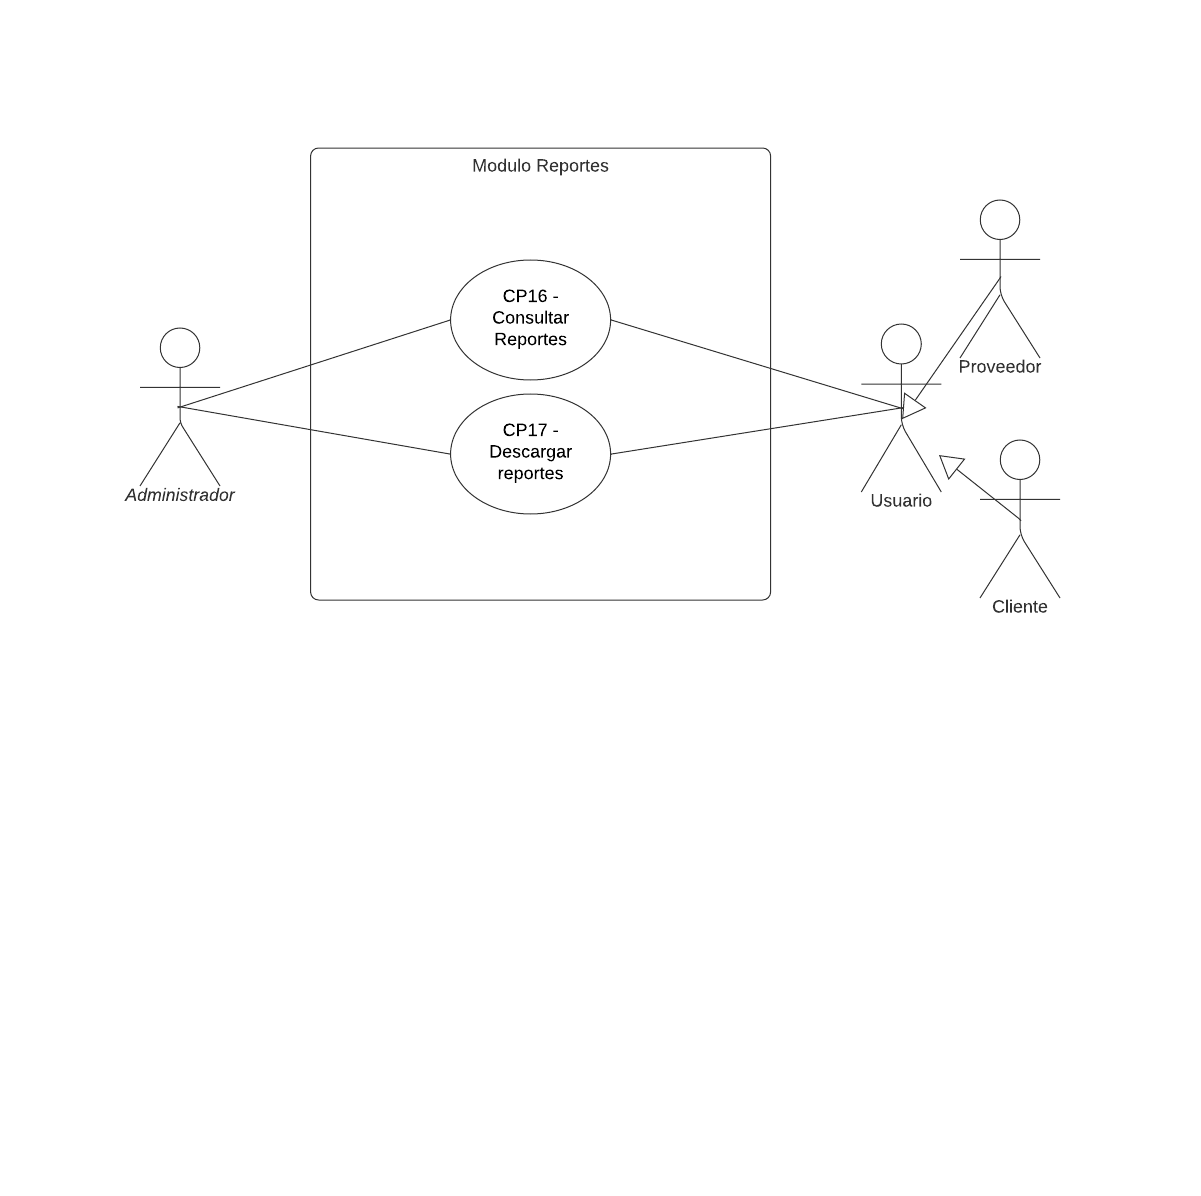 Modulo Reportes
CP16 -
Consultar
Reportes
CP17 -
Descargar
reportes
Administrador
Usuario
Proveedor
Cliente